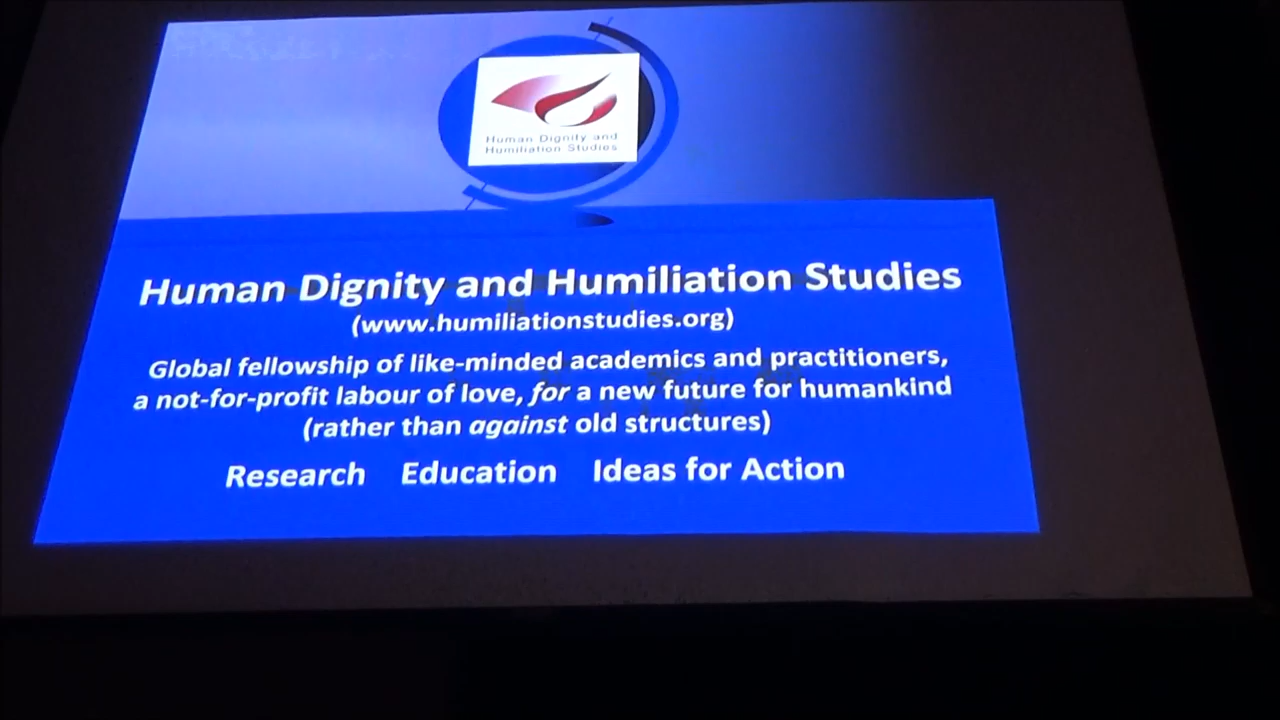 Human Dignity and
Humiliation Studies
Human Dignity and Humiliation Studies
(www.humiliationstudies.org)
Global fellowship of like-minded academics and practitioners,
a not-for-profit labour of love, for a new future for humankind
(rather than against old structures)
Research Education Ideas for Action